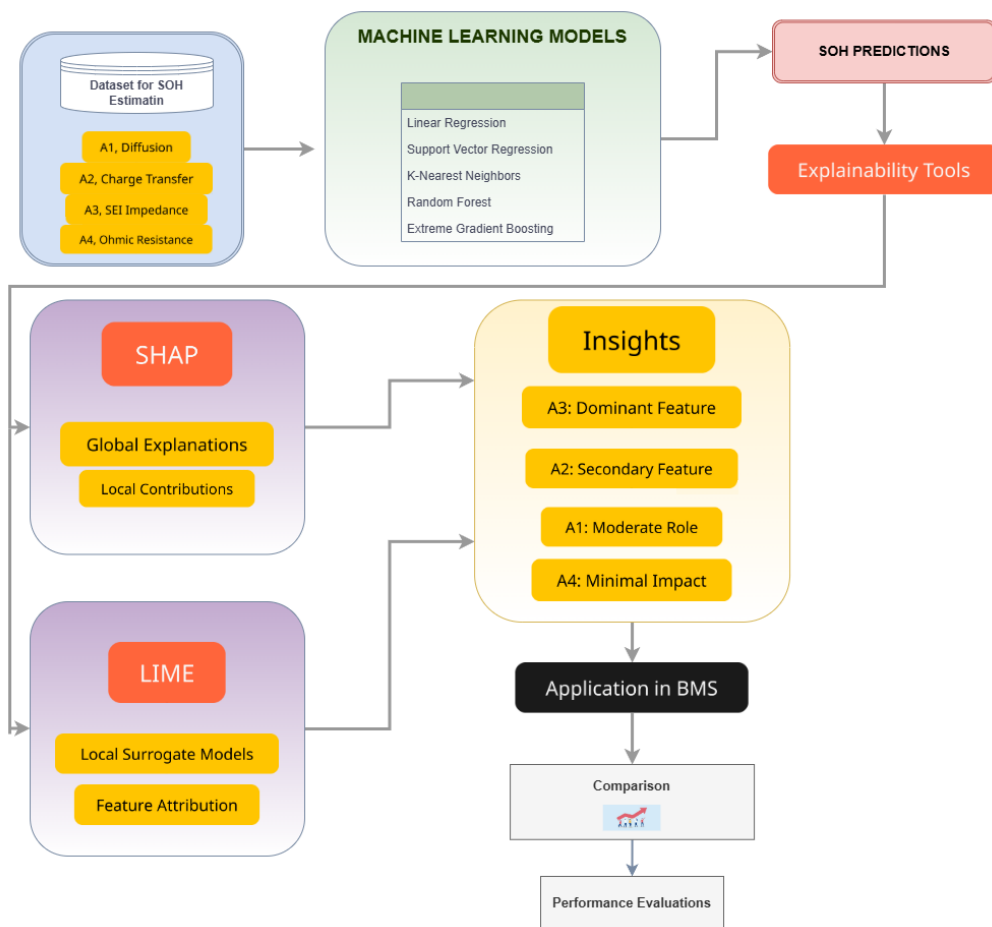 Dataset for SOH
Estimatin
A1, Diffusion
A2, Charge Transfer
A3, SEI Impedance
A4, Ohmic Resistance
MACHINE LEARNING MODELS
Linear Regression
Support Vector Regression
K-Nearest Neighbors
Random Forest
Extreme Gradient Boosting
SOH PREDICTIONS
Explainability Tools
SHAP
Global Explanations
Local Contributions
LIME
Local Surrogate Models
Feature Attribution
Insights
A3: Dominant Feature
A2: Secondary Feature
A1: Moderate Role
A4: Minimal Impact
Application in BMS
Comparison
Performance Evaluations